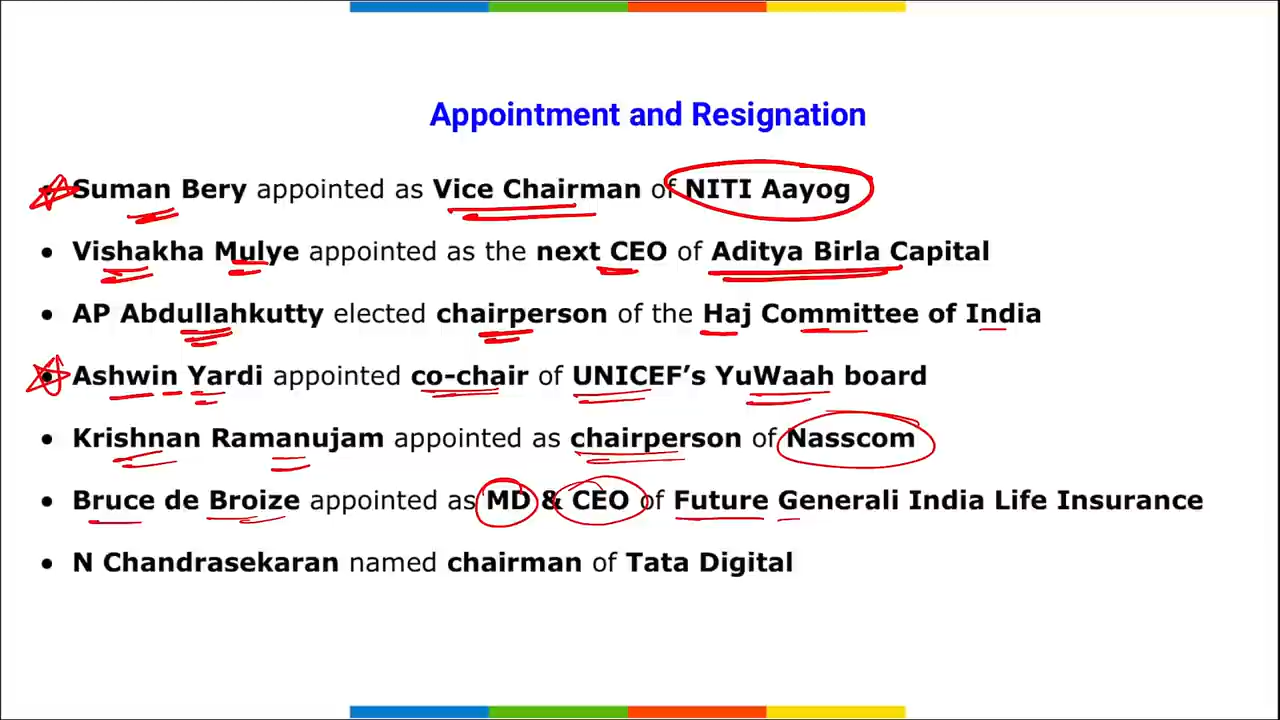 Appointment and Resignation
• Suman Bery appointed as Vice Chairman of NITI Aayog
• Vishakha Mulye appointed as the next CEO of Aditya Birla Capital
• AP Abdullahkutty elected chairperson of the Haj Committee of India
• Ashwin Yardi appointed co-chair of UNICEF’s YuWaah board
• Krishnan Ramanujam appointed as chairperson of Nasscom
• Bruce de Broize appointed as MD & CEO of Future Generali India Life Insurance
• N Chandrasekaran named chairman of Tata Digital